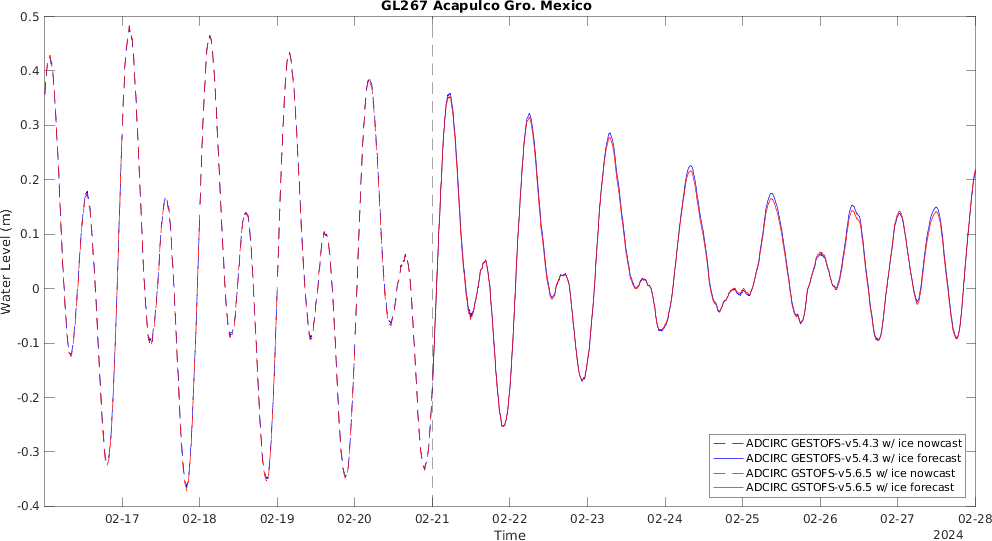 GL267 Acapulco Gro. Mexico
0.5
0.4
0.3
0.2
0.1
0
-0.1
-0.2
-0.3
-0.4
Water Level (m)
ADCIRC GESTOFS-v5.4.3 w/ ice nowcast
ADCIRC GESTOFS-v5.4.3 w/ ice forecast
ADCIRC GSTOFS-v5.6.5 w/ ice nowcast
ADCIRC GSTOFS-v5.6.5 w/ ice forecast
02-17 02-18 02-19 02-20 02-21 02-22 02-23 02-24 02-25 02-26 02-27 02-28
Time
2024